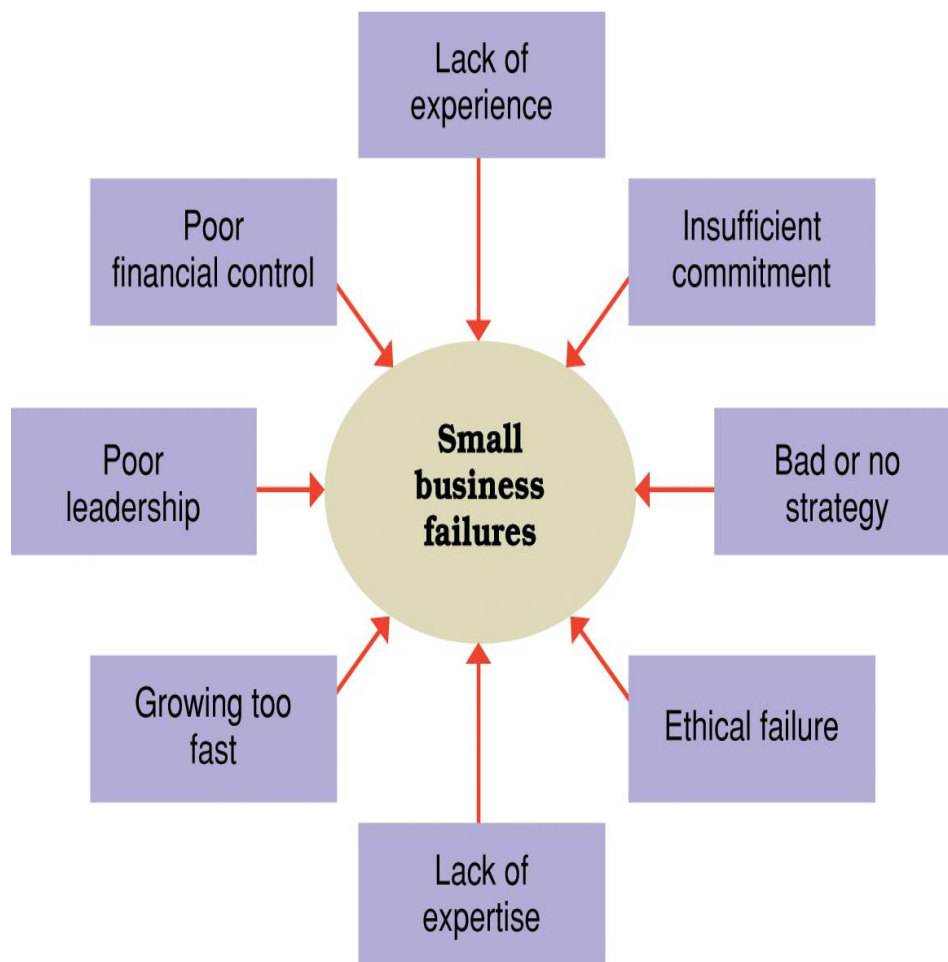 Lack of
experience
Poor
financial control
Insufficient
commitment
Poor
leadership
Small
business
failures
Bad or no
strategy
Growing too
fast
Ethical failure
Lack of
expertise